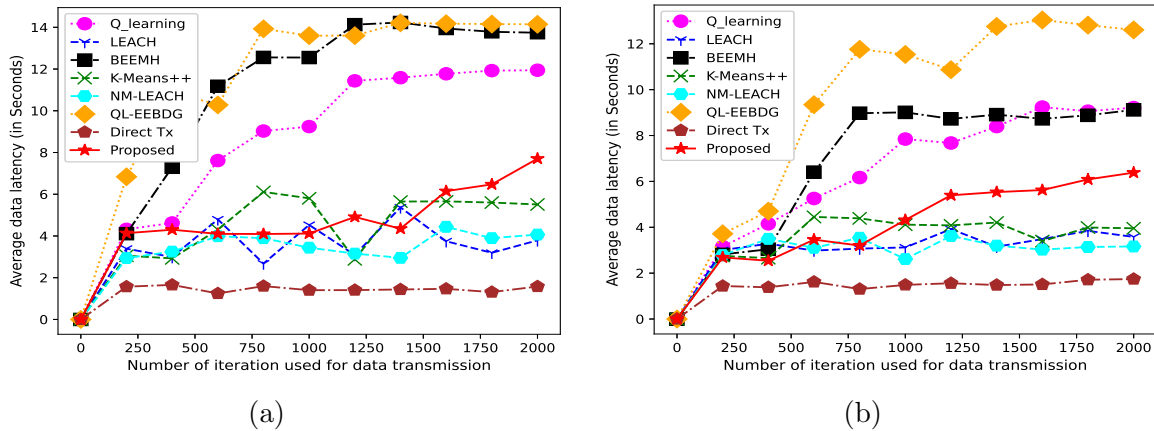 Average data latency (in Seconds)
14
12
10
8
6
4
2
0
Q_learning
LEACH
BEEMH
K-Means++
NM-LEACH
QL-EEBDG
Direct Tx
Proposed
0 250 500 750 1000 1250 1500 1750 2000
Number of iteration used for data transmission
(a)
Average data latency (in Seconds)
12
10
8
6
4
2
0
Q_learning
LEACH
BEEMH
K-Means++
NM-LEACH
QL-EEBDG
Direct Tx
Proposed
0 250 500 750 1000 1250 1500 1750 2000
Number of iteration used for data transmission
(b)